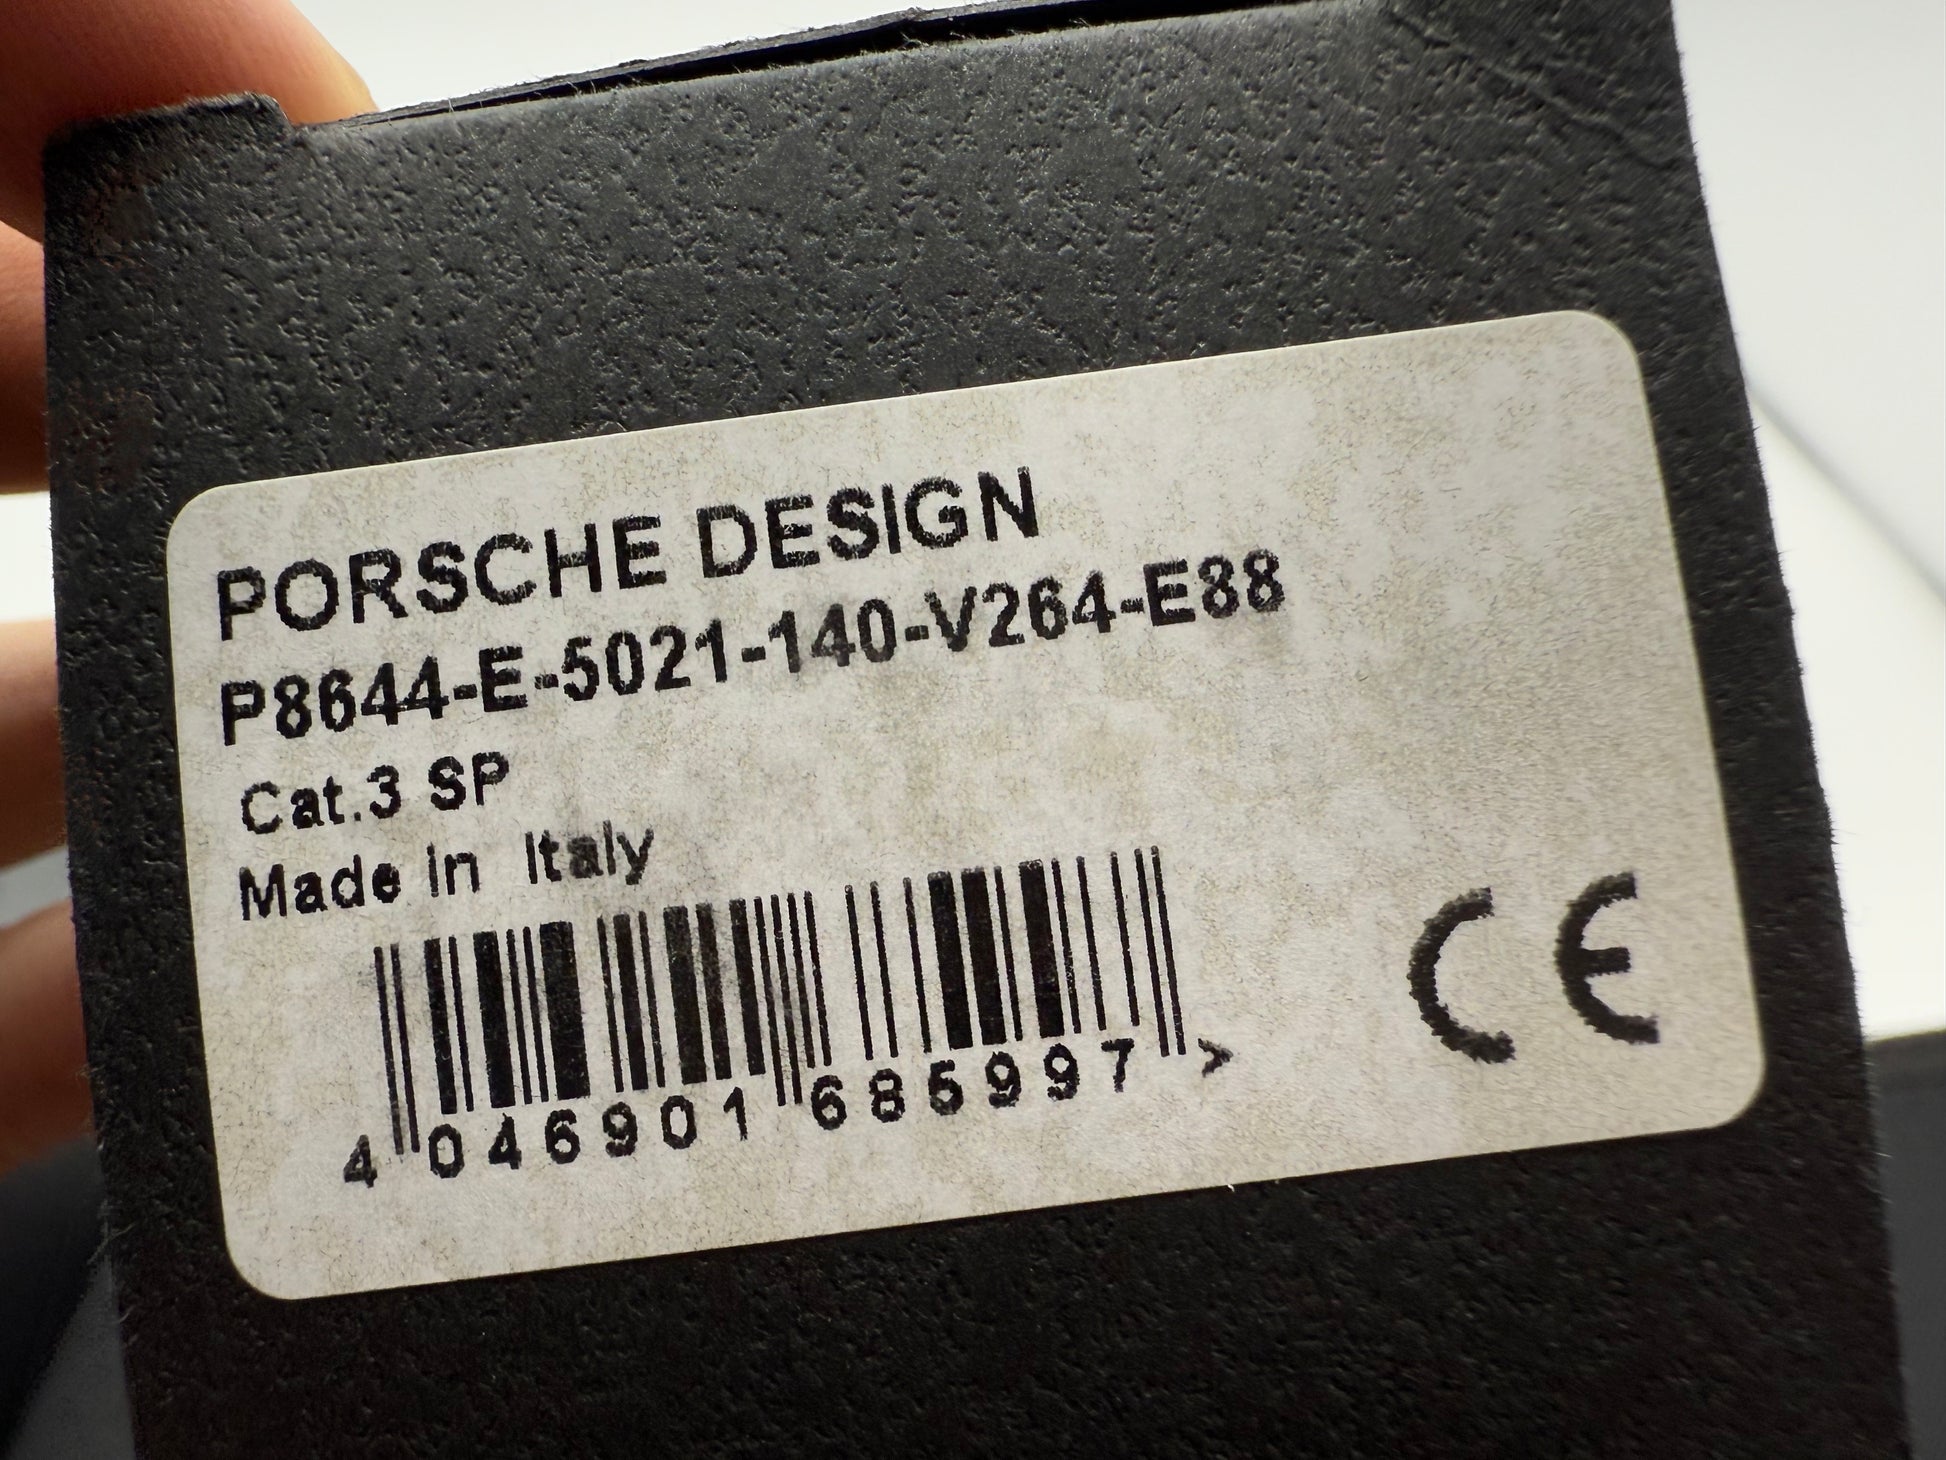 PORSCHE DESIGN
P8644-E-5021-140-V264-E88
Cat.3 SP
Made in Italy
4 046901 685997 >
CE